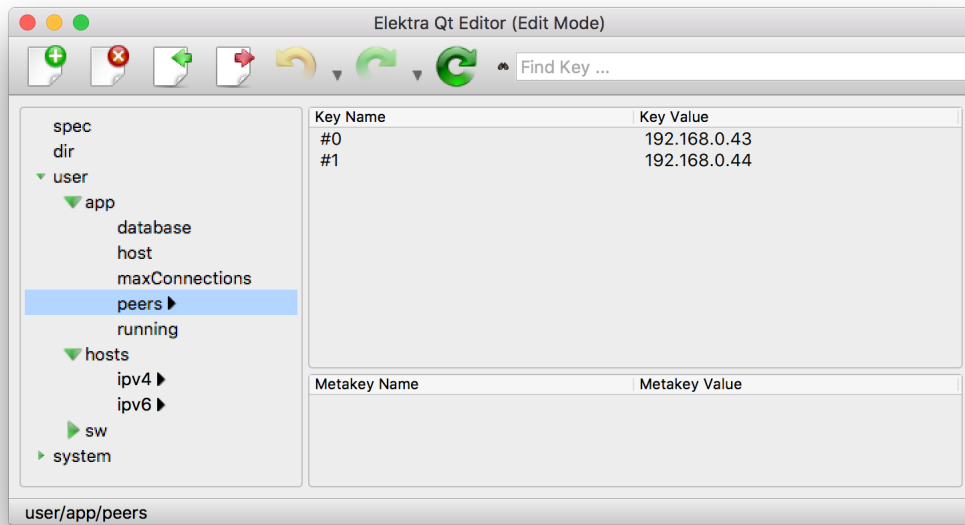 Elektra Qt Editor (Edit Mode)
Find Key ...
spec
dir
user
app
database
host
maxConnections
peers
running
hosts
ipv4
ipv6
sw
system
Key Name Key Value
#0 192.168.0.43
#1 192.168.0.44
Metakey Name Metakey Value
user/app/peers